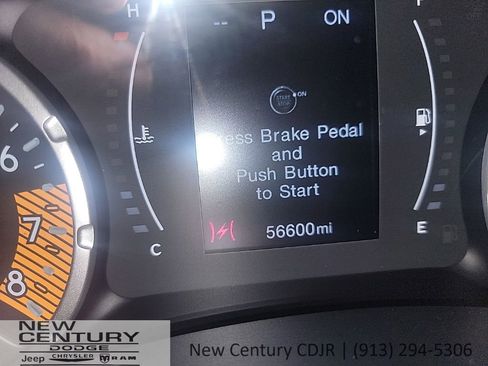 H
-- P ON
F
START
STOP
ON
Press Brake Pedal
and
Push Button
to Start
6
7
8
C
56600mi
E
NEW
CENTURY
DODGE
Jeep CHRYSLER RAM
New Century CDJR | (913) 294-5306